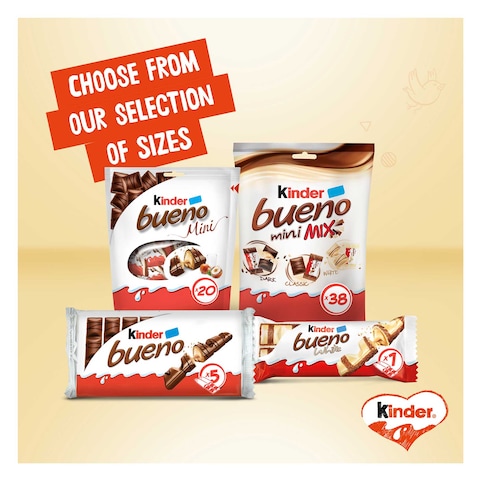 CHOOSE FROM
OUR SELECTION
OF SIZES
Kinder
bueno
Mini
x20
Kinder
bueno
mini MIX
DARK
CLASSIC
WHITE
x38
Kinder
bueno
x5
Kinder
bueno
White
x1
Kinder